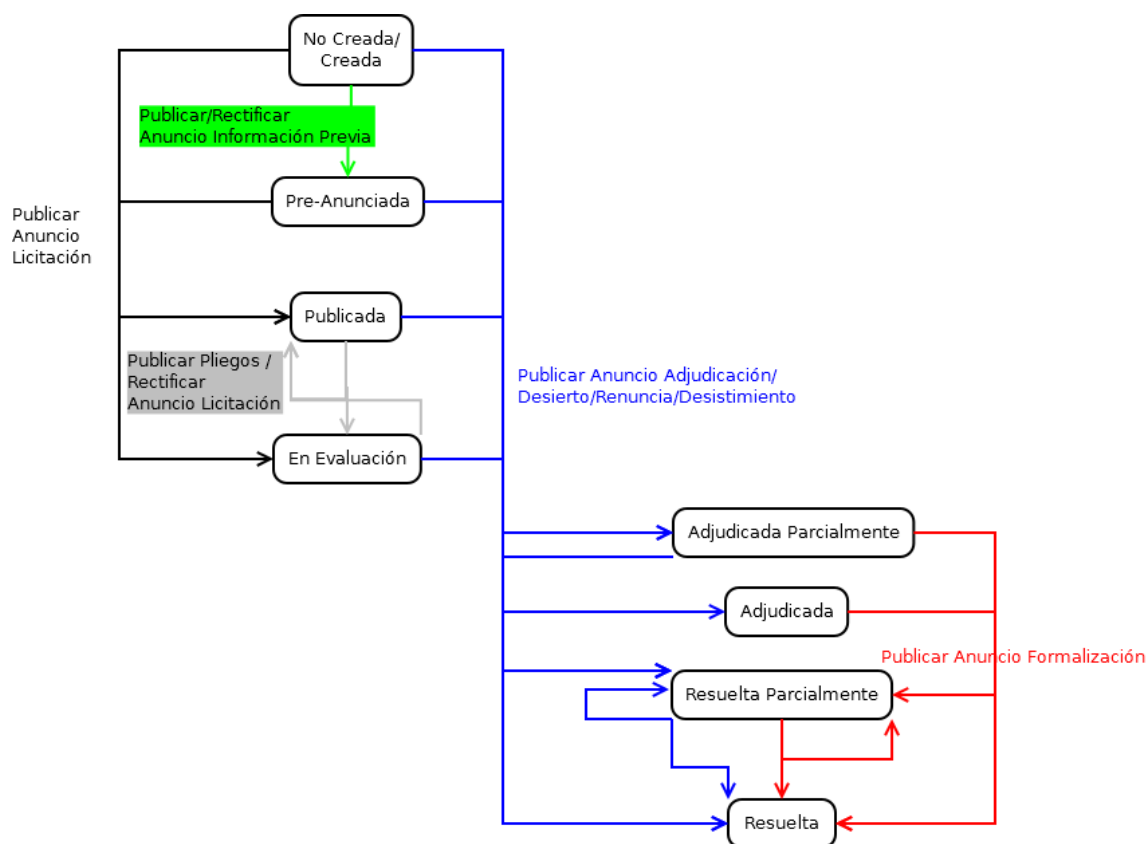 No Creada/
Creada
Publicar/Rectificar
Anuncio Información Previa
Pre-Anunciada
Publicar
Anuncio
Licitación
Publicada
Publicar Pliegos /
Rectificar
Anuncio Licitación
Publicar Anuncio Adjudicación/
Desierto/Renuncia/Desistimiento
En Evaluación
Adjudicada Parcialmente
Adjudicada
Publicar Anuncio Formalización
Resuelta Parcialmente
Resuelta